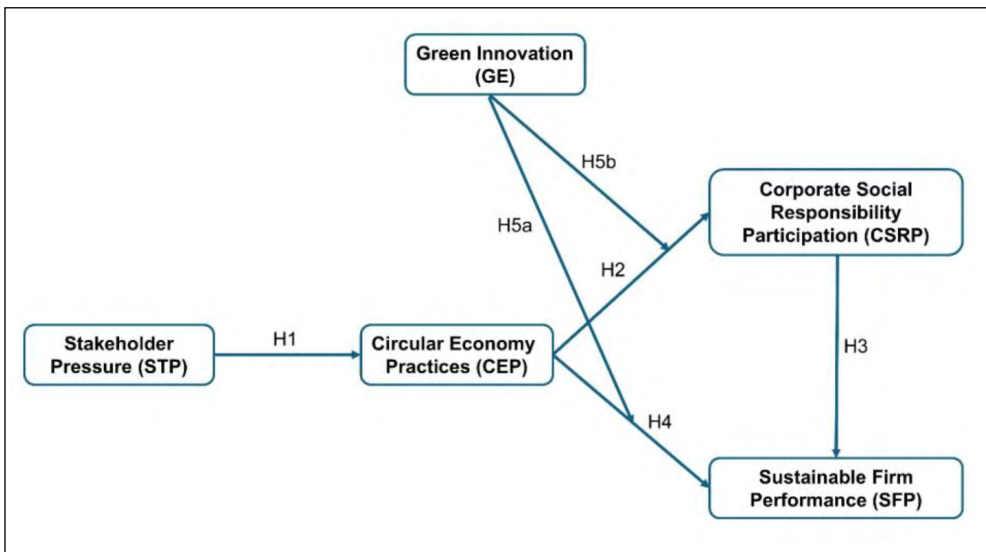 Green Innovation
(GE)
H5b
Corporate Social
Responsibility
Participation (CSRP)
H5a
H2
Stakeholder
Pressure (STP)
H1
Circular Economy
Practices (CEP)
H3
H4
Sustainable Firm
Performance (SFP)